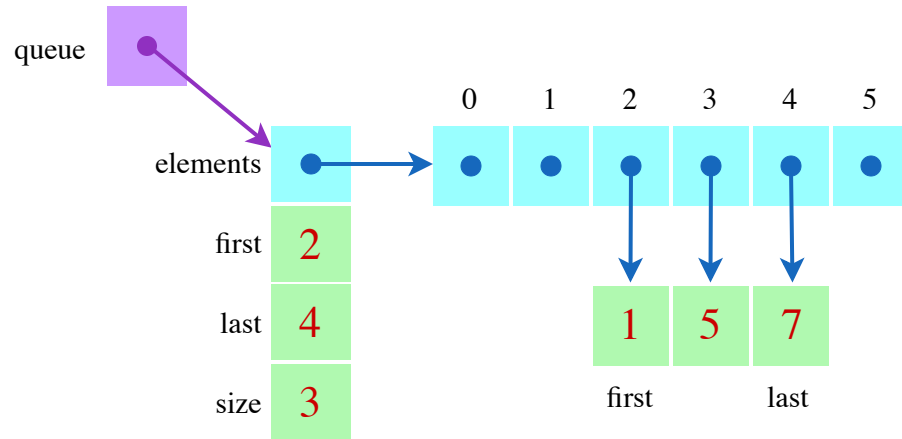 queue
0 1 2 3 4 5
elements
first 2
last 4
size 3
1 5 7
first last